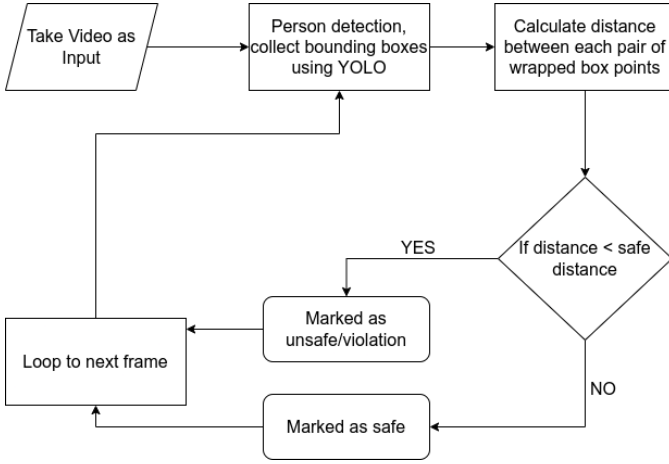 Take Video as
Input
Person detection,
collect bounding boxes
using YOLO
Calculate distance
between each pair of
wrapped box points
If distance < safe
distance
YES
NO
Marked as
unsafe/violation
Loop to next frame
Marked as safe